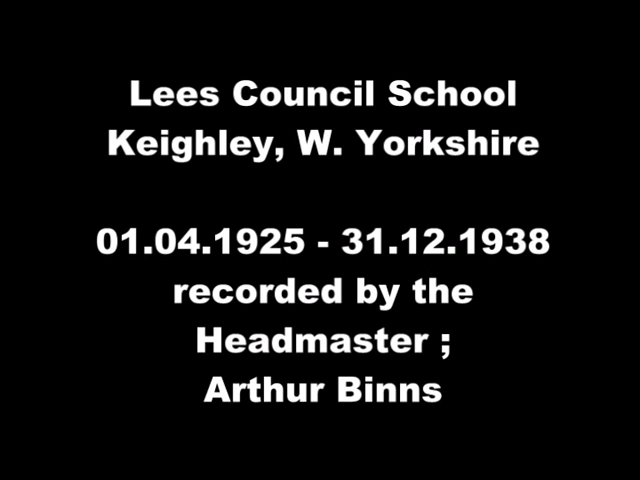 Lees Council School
Keighley, W. Yorkshire
01.04.1925 - 31.12.1938
recorded by the
Headmaster ;
Arthur Binns